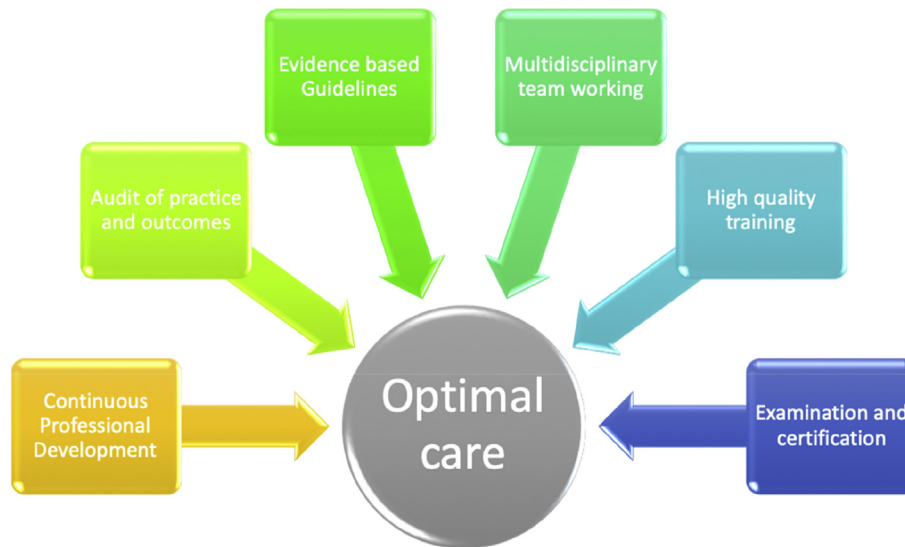 Evidence based
Guidelines
Multidisciplinary
team working
Audit of practice
and outcomes
High quality
training
Continuous
Professional
Development
Optimal
care
Examination and
certification